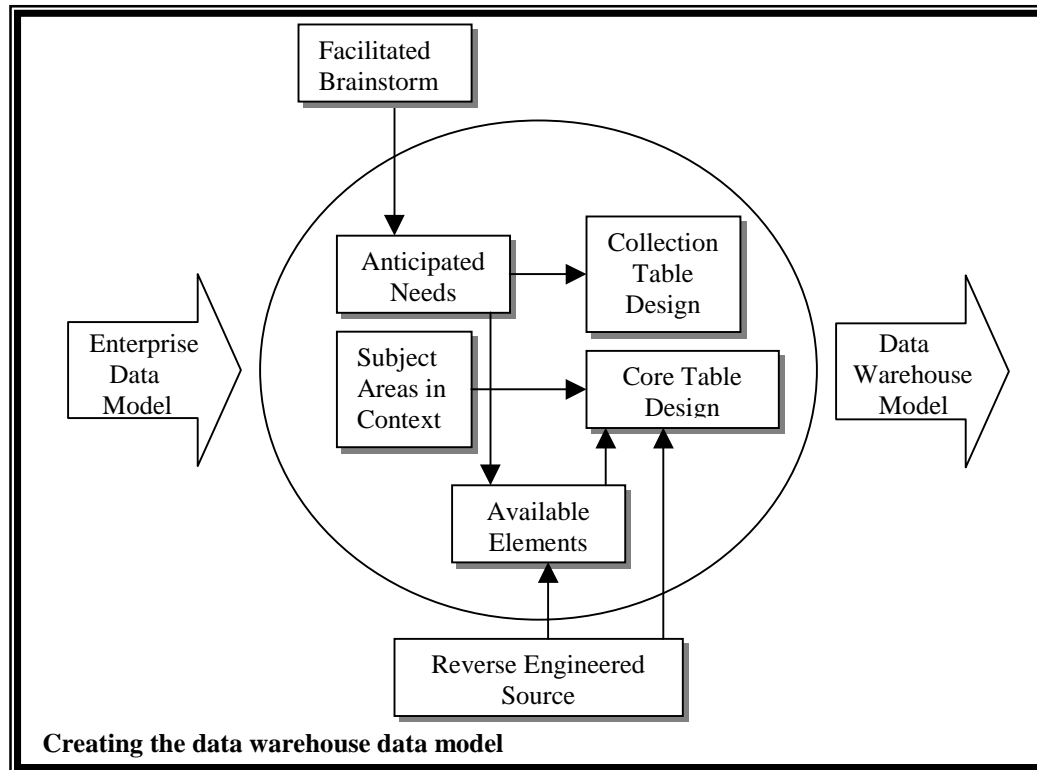 Facilitated
Brainstorm
Anticipated
Needs
Collection
Table
Design
Enterprise
Data
Model
Subject
Areas in
Context
Core Table
Design
Data
Warehouse
Model
Available
Elements
Reverse Engineered
Source
Creating the data warehouse data model